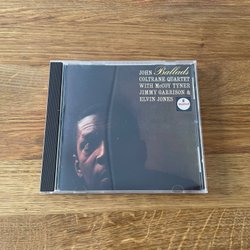 JOHN Ballads
COLTRANE QUARTET
WITH McCOY TYNER
JIMMY GARRISON &
ELVIN JONES